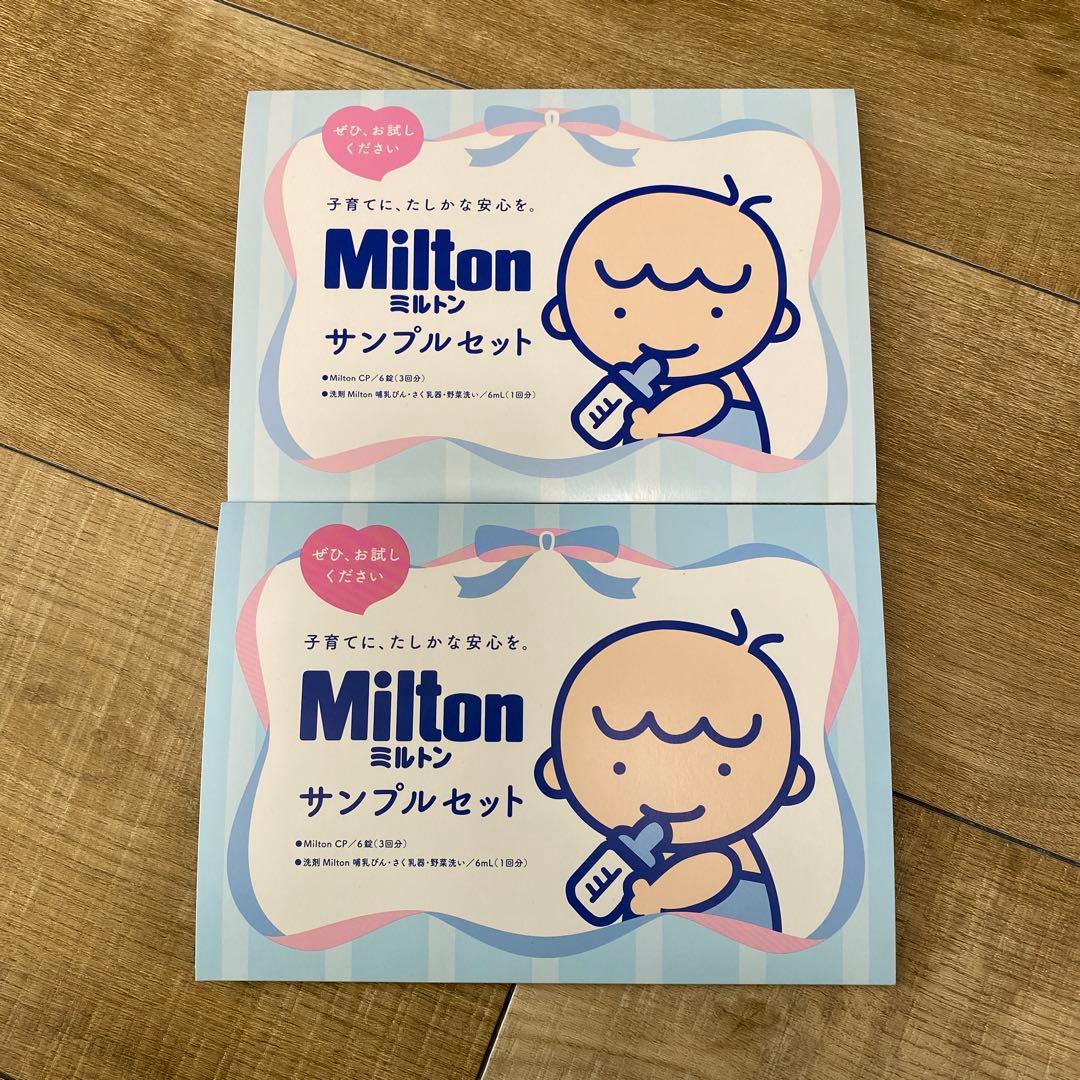 ぜひ、お試し
ください
子育てに、たしかな安心を。
Milton
ミルトン
サンプルセット
●Milton CP／6錠（3回分）
●洗剤 Milton 哺乳びん・さく乳器・野菜洗い／6mL（1回分）
ぜひ、お試し
ください
子育てに、たしかな安心を。
Milton
ミルトン
サンプルセット
●Milton CP／6錠（3回分）
●洗剤 Milton 哺乳びん・さく乳器・野菜洗い／6mL（1回分）